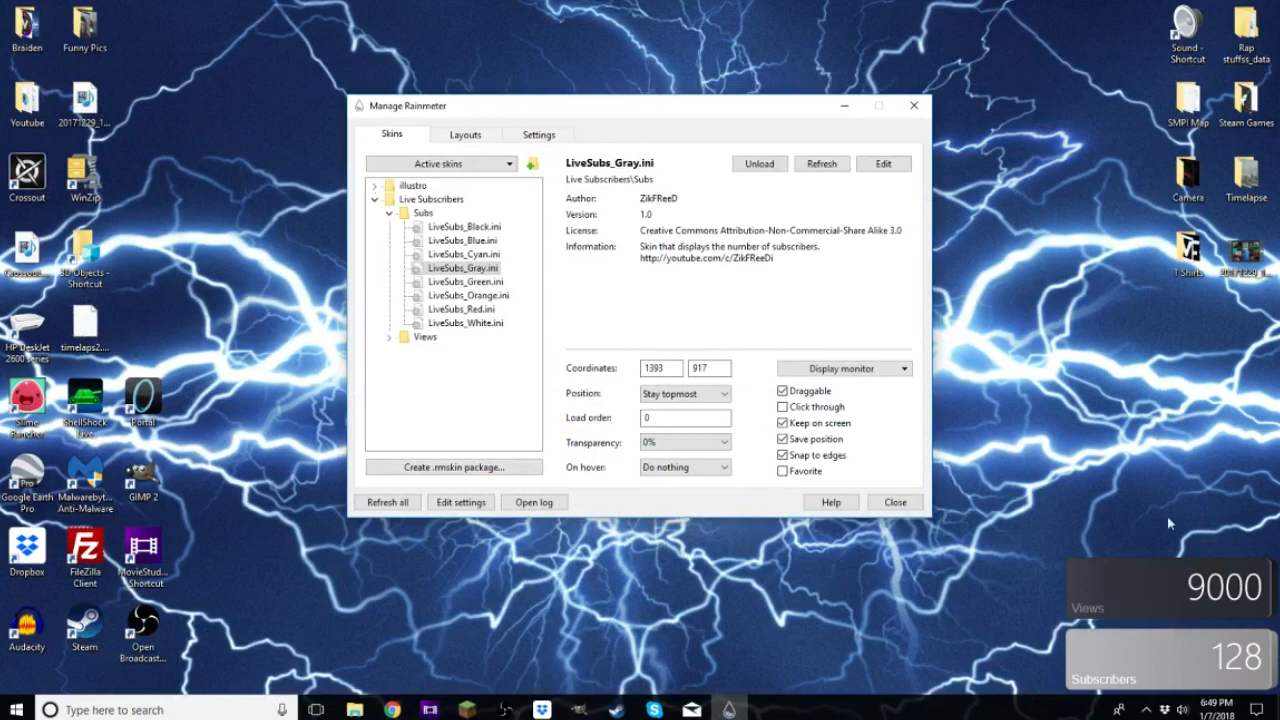 Braiden
Funny Pics
Youtube
20171229_1...
Crossout
WinZip
Crossout...
3D Objects -
Shortcut
HP DeskJet
2600 series
timelaps2...
Slime
Rancher
ShellShock
Live
Portal
Google Earth
Pro
Malwarebyt...
Anti-Malware
GIMP 2
Dropbox
FileZilla
Client
MovieStud...
Shortcut
Audacity
Steam
Open
Broadcast...
Sound -
Shortcut
Rap
stuffss_data
SMPI Map
Steam Games
Camera
Timelapse
T Shirts
20171229_1...
Manage Rainmeter
Skins
Layouts
Settings
Active skins
illustro
Live Subscribers
Subs
LiveSubs_Black.ini
LiveSubs_Blue.ini
LiveSubs_Cyan.ini
LiveSubs_Gray.ini
LiveSubs_Green.ini
LiveSubs_Orange.ini
LiveSubs_Red.ini
LiveSubs_White.ini
Views
Create .rmskin package...
LiveSubs_Gray.ini
Unload
Refresh
Edit
Live Subscribers\Subs
Author: ZikFReeD
Version: 1.0
License: Creative Commons Attribution-Non-Commercial-Share Alike 3.0
Information: Skin that displays the number of subscribers.
http://youtube.com/c/ZikFReeDi
Coordinates: 1393 917
Position: Stay topmost
Load order: 0
Transparency: 0%
On hover: Do nothing
Display monitor
Draggable
Click through
Keep on screen
Save position
Snap to edges
Favorite
Refresh all
Edit settings
Open log
Help
Close
9000
Views
128
Subscribers
Type here to search
6:49 PM
1/7/2018